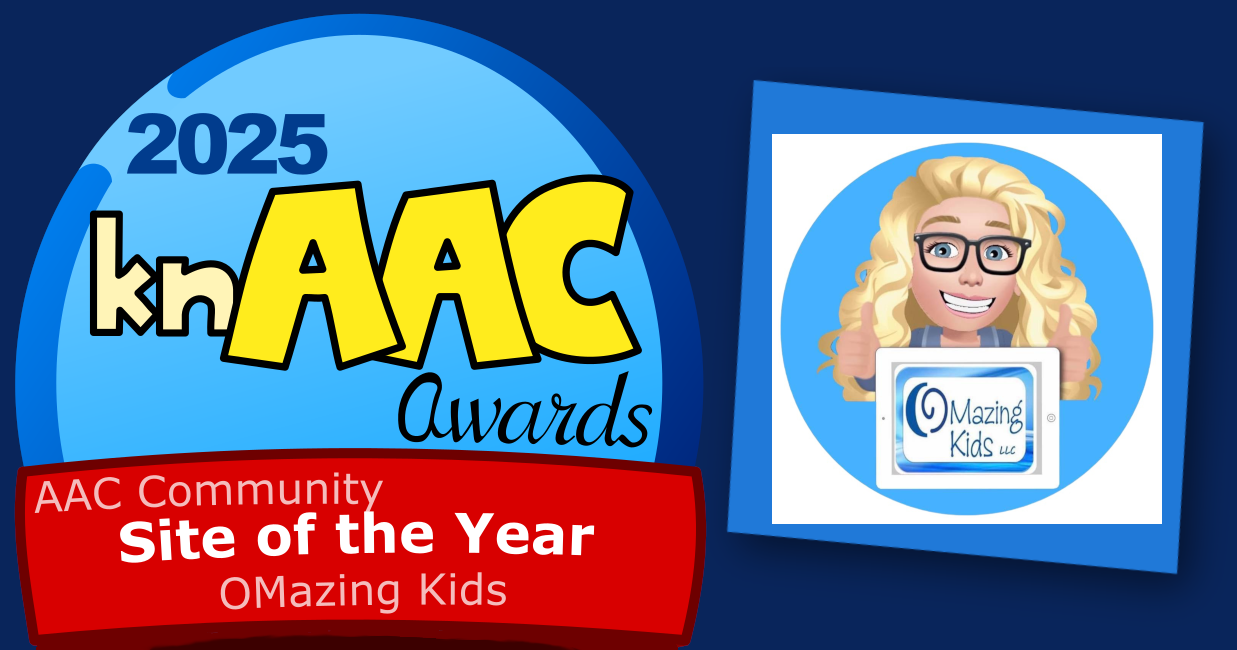 2025
knAAC
Awards
AAC Community
Site of the Year
OMazing Kids
OMazing
Kids LLC